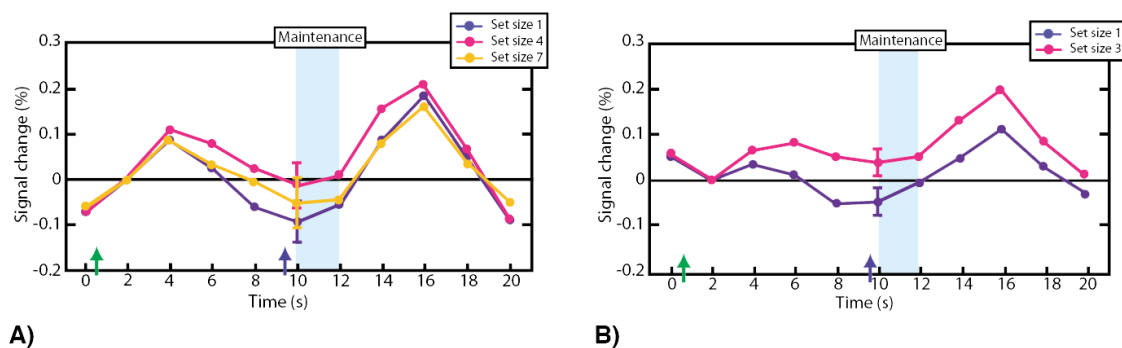 Maintenance
Set size 1
Set size 4
Set size 7
Signal change (%)
0.3
0.2
0.1
0
-0.1
-0.2
0 2 4 6 8 10 12 14 16 18 20
Time (s)
A)
Maintenance
Set size 1
Set size 3
Signal change (%)
0.3
0.2
0.1
0
-0.1
-0.2
0 2 4 6 8 10 12 14 16 18 20
Time (s)
B)